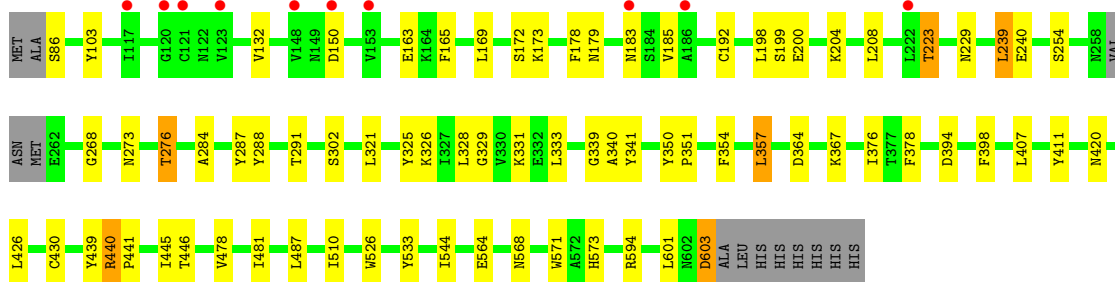 MET ALA S86 Y103 I117 G120 C121 N122 V123 V132 V148 N149 D150 V153 E163 K164 F165 L169 S172 K173 F178 N179 N183 S184 V185 A186 C192 L198 S199 E200 K204 L208 L222 T223 N229 L239 E240 S254 N258 VAL
ASN MET E262 G268 N273 T276 A284 Y287 Y288 T291 S302 L321 Y325 K326 I327 L328 G329 V330 K331 E332 L333 G339 A340 Y341 Y350 P351 F354 L357 D364 K367 I376 T377 F378 D394 F398 L407 Y411 N420
L426 C430 Y439 R440 P441 I445 T446 V478 I481 L487 I510 W526 Y533 I544 E564 N568 W571 A572 H573 R594 L601 N602 D603 ALA LEU HIS HIS HIS HIS HIS HIS